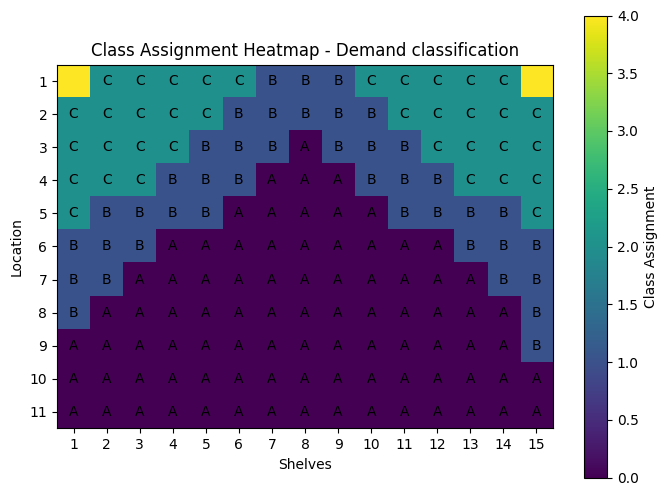 Class Assignment Heatmap - Demand classification
1 C C C C C B B B C C C C C
2 C C C C C B B B B B C C C C C
3 C C C C B B B A B B B C C C C
4 C C C B B B A A A B B B C C C
5 C B B B B A A A A A B B B B C
6 B B B A A A A A A A A A B B B
7 B B A A A A A A A A A A A B B
8 B A A A A A A A A A A A A A B
9 A A A A A A A A A A A A A A B
10 A A A A A A A A A A A A A A A
11 A A A A A A A A A A A A A A A
1 2 3 4 5 6 7 8 9 10 11 12 13 14 15
Shelves
Location
4.0
3.5
3.0
2.5
2.0
1.5
1.0
0.5
0.0
Class Assignment